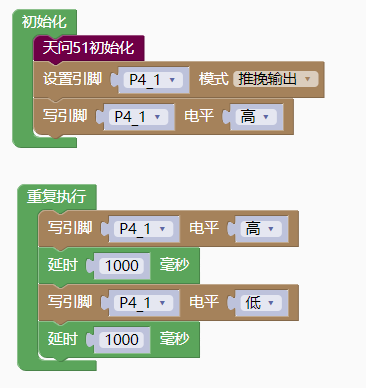 初始化
天问51初始化
设置引脚 P4_1 模式 推挽输出
写引脚 P4_1 电平 高
重复执行
写引脚 P4_1 电平 高
延时 1000 毫秒
写引脚 P4_1 电平 低
延时 1000 毫秒